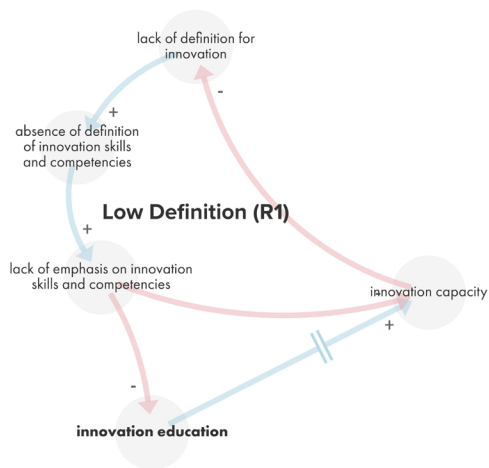 lack of definition for
innovation
-
+
absence of definition
of innovation skills
and competencies
Low Definition (R1)
+
lack of emphasis on innovation
skills and competencies
-
innovation capacity
+
-
innovation education